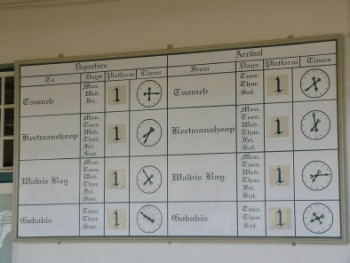 Departure
To Days Platform Times
Tsumeb Mon. Wed. Fri. 1
Keetmanshoop Mon. Tues. Wed. Thur. Fri. Sun. 1
Walvis Bay Mon. Tues. Wed. Thur. Fri. Sun. 1
Gobabis Tues. Thur. Sun. 1
Arrival
From Days Platform Times
Tsumeb Tues. Thur. Sat. 1
Keetmanshoop Mon. Tues. Wed. Thur. Fri. Sat. 1
Walvis Bay Mon. Tues. Wed. Thur. Fri. Sat. 1
Gobabis Tues. Thur. Sat. 1